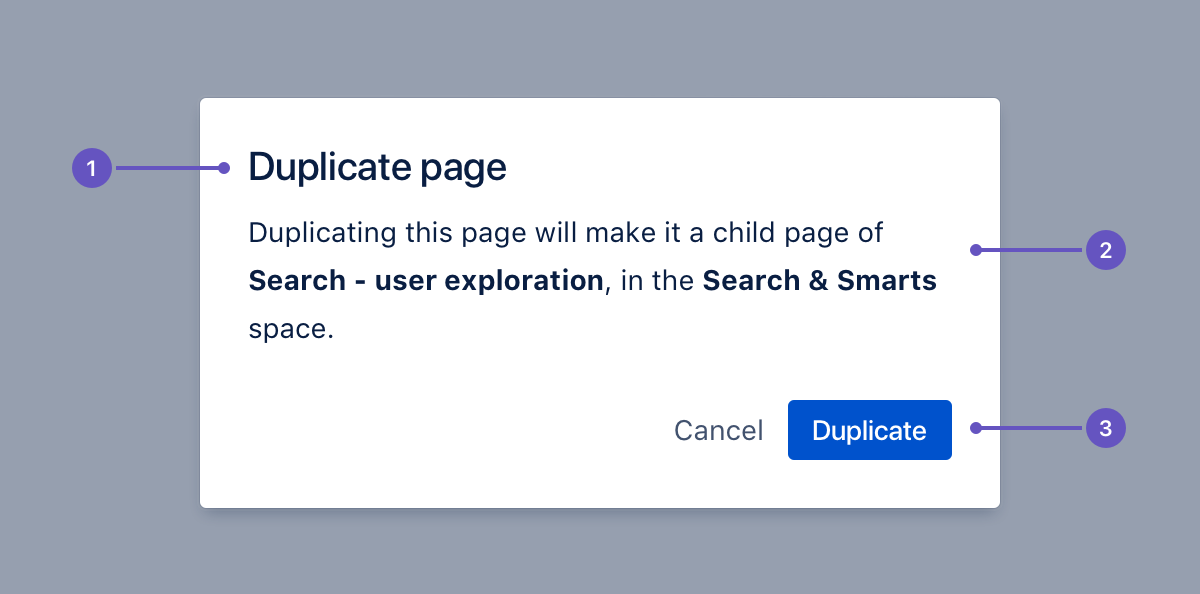 1
Duplicate page
Duplicating this page will make it a child page of
2
Search - user exploration, in the Search & Smarts
space.
Cancel
Duplicate
3